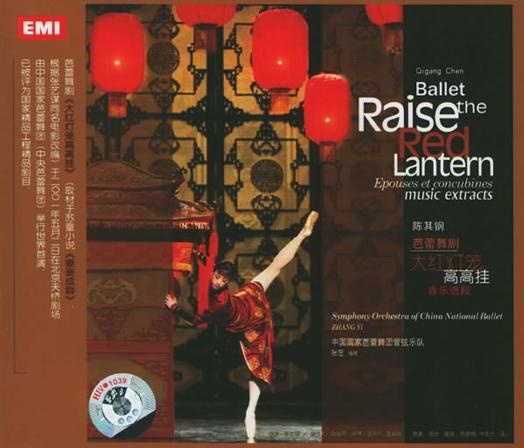 EMI
芭蕾舞剧《大红灯笼高高挂》（取材于苏童小说《妻妾成群》，
根据张艺谋同名电影改编）于二〇〇一年五月二日在北京天桥剧场
由中国国家芭蕾舞团（中央芭蕾舞团）举行世界首演，
已被评为国家精品工程精品剧目
Qigang Chen
Ballet
Raise the
Red
Lantern
Epouses et concubines
music extracts
陈其钢
芭蕾舞剧
大红灯笼
高高挂
音乐选段
Symphony Orchestra of China National Ballet
ZHANG Yi
中国国家芭蕾舞团管弦乐队
张艺
HIV 1039